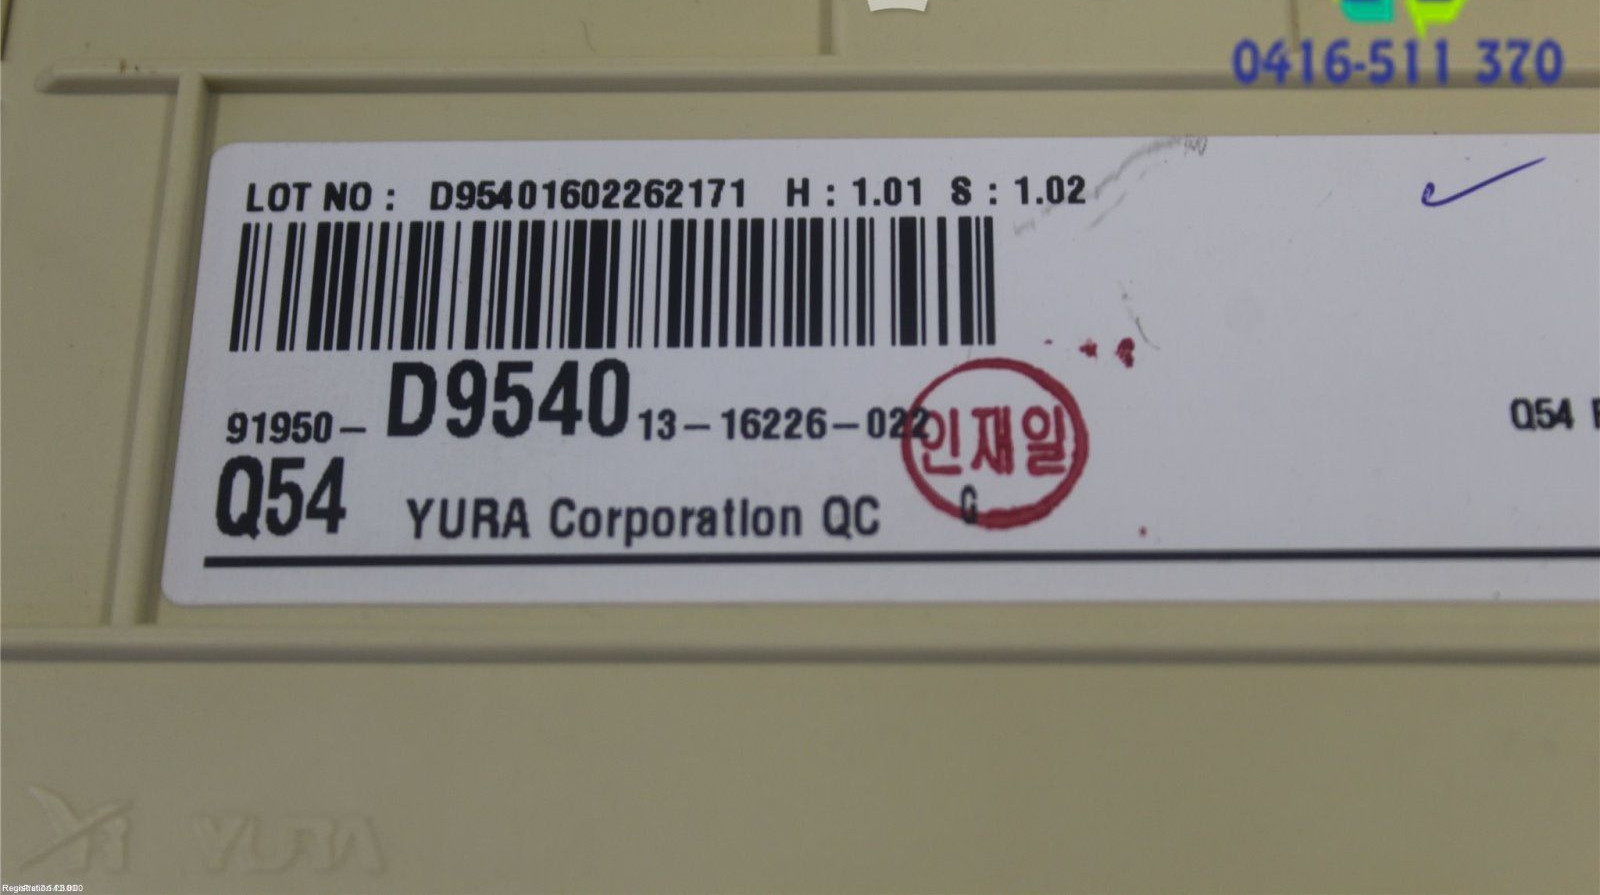 0416-511 370
LOT NO : D95401602262171 H : 1.01 S : 1.02
91950- D9540 13-16226-022
인재일
Q54
Q54 YURA Corporation QC G
YURA